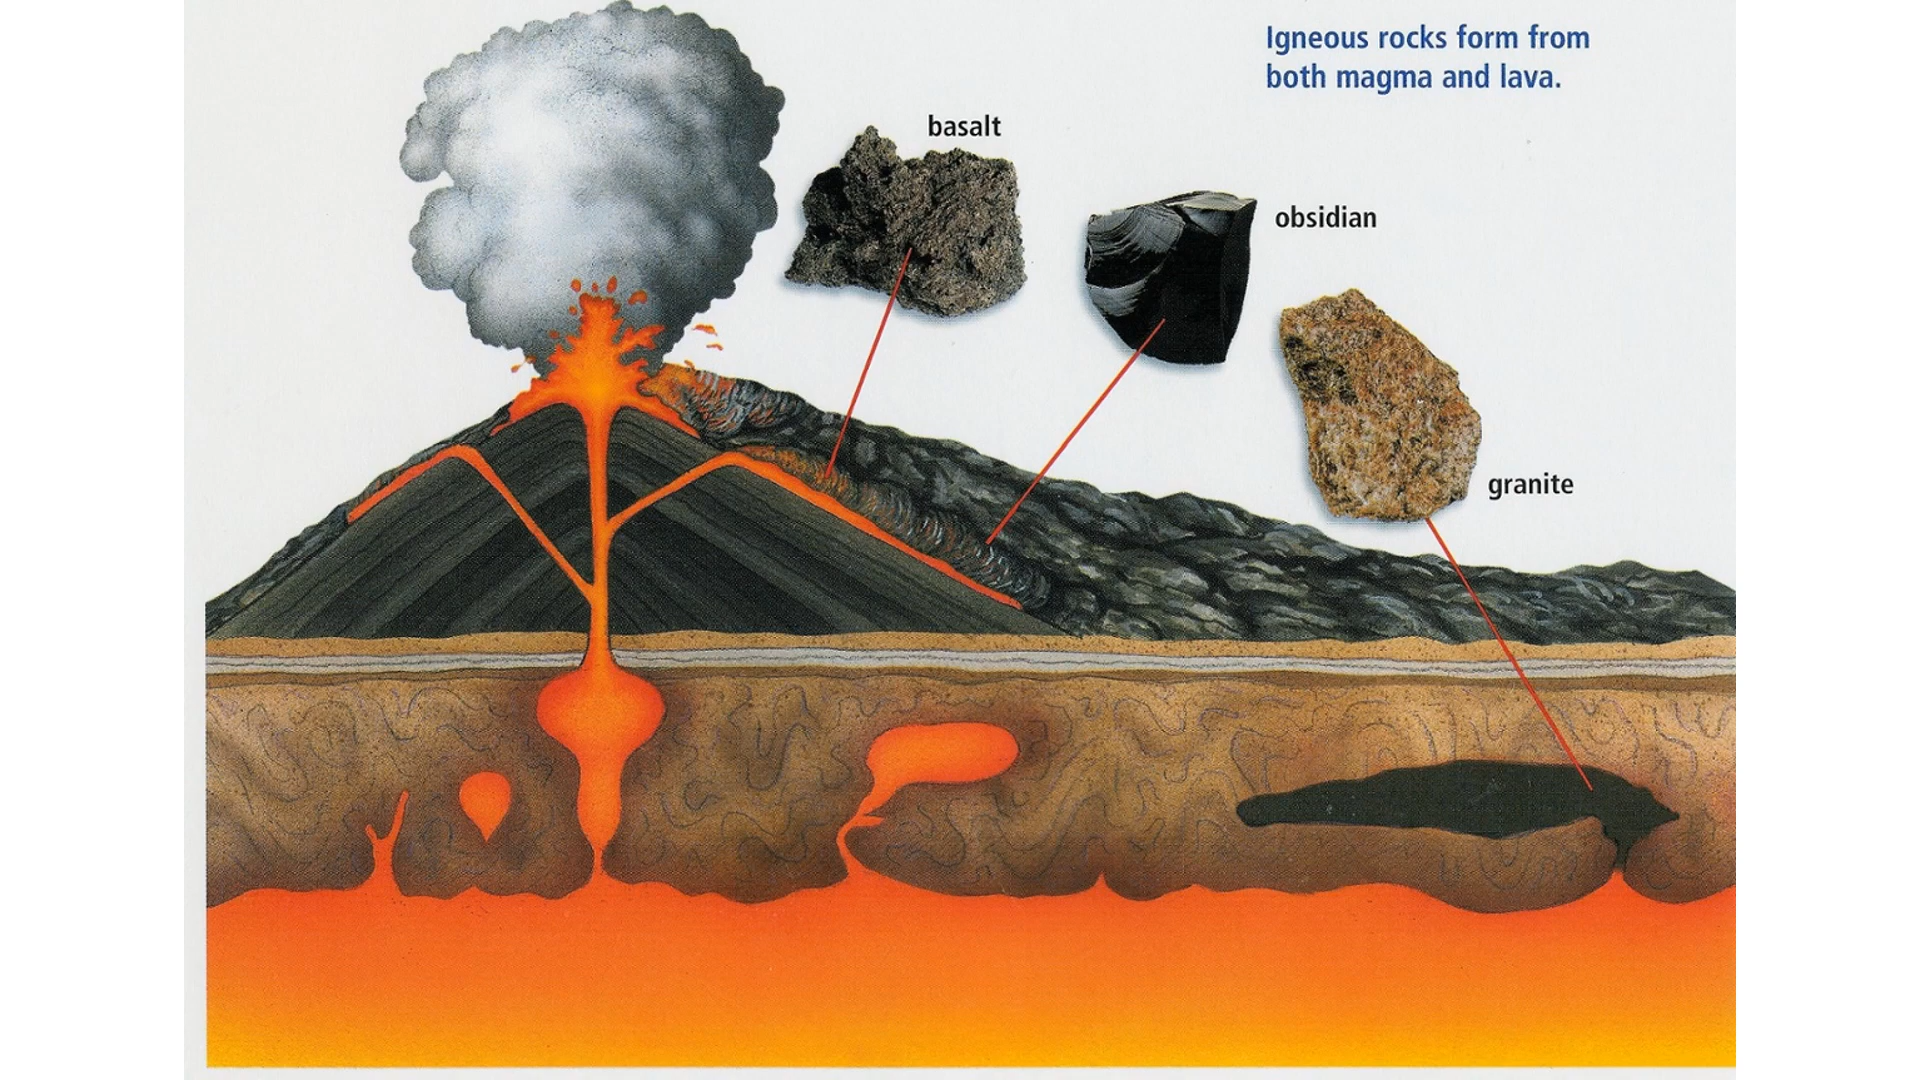 Igneous rocks form from
both magma and lava.
basalt
obsidian
granite